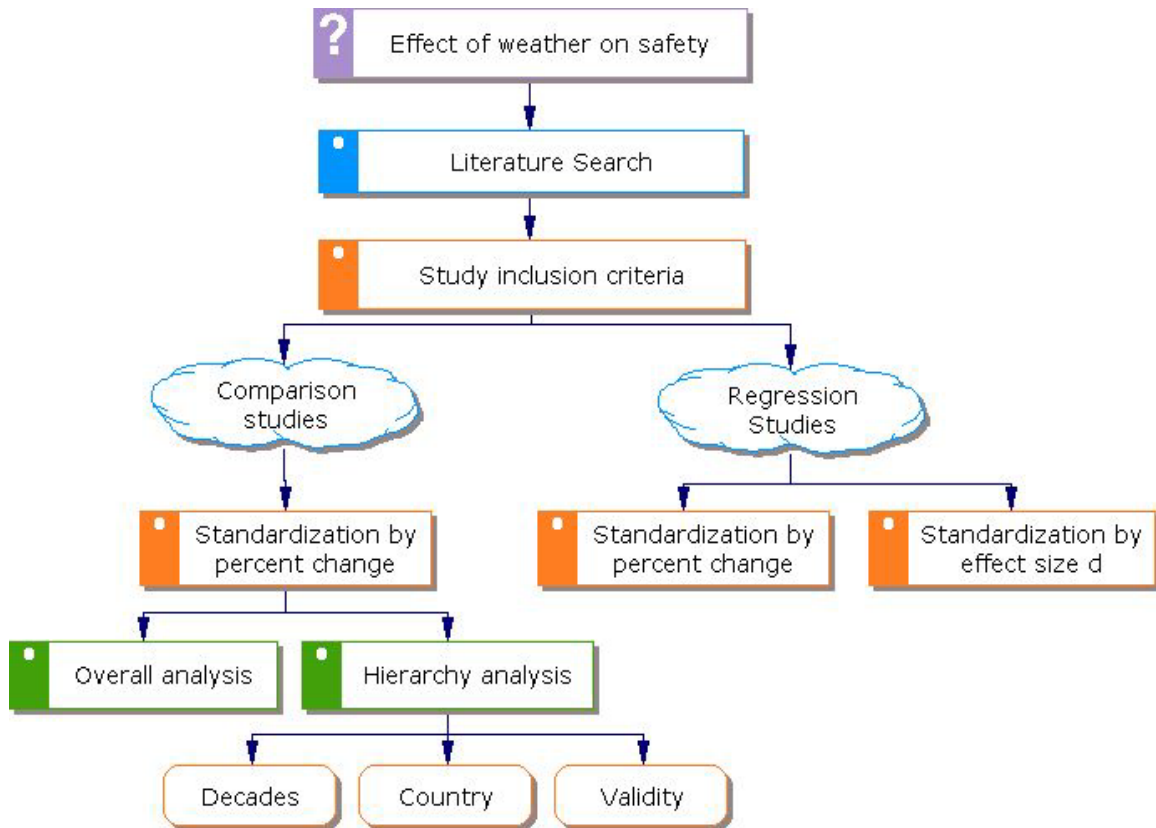 ?
Effect of weather on safety
Literature Search
Study inclusion criteria
Comparison
studies
Regression
Studies
Standardization by
percent change
Standardization by
percent change
Standardization by
effect size d
Overall analysis
Hierarchy analysis
Decades
Country
Validity